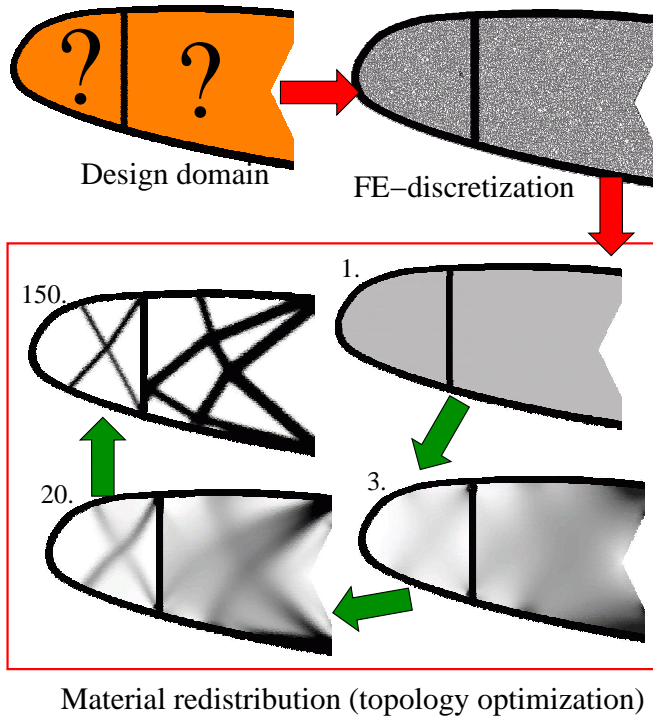 ? ?
Design domain
FE−discretization
150.
1.
20.
3.
Material redistribution (topology optimization)